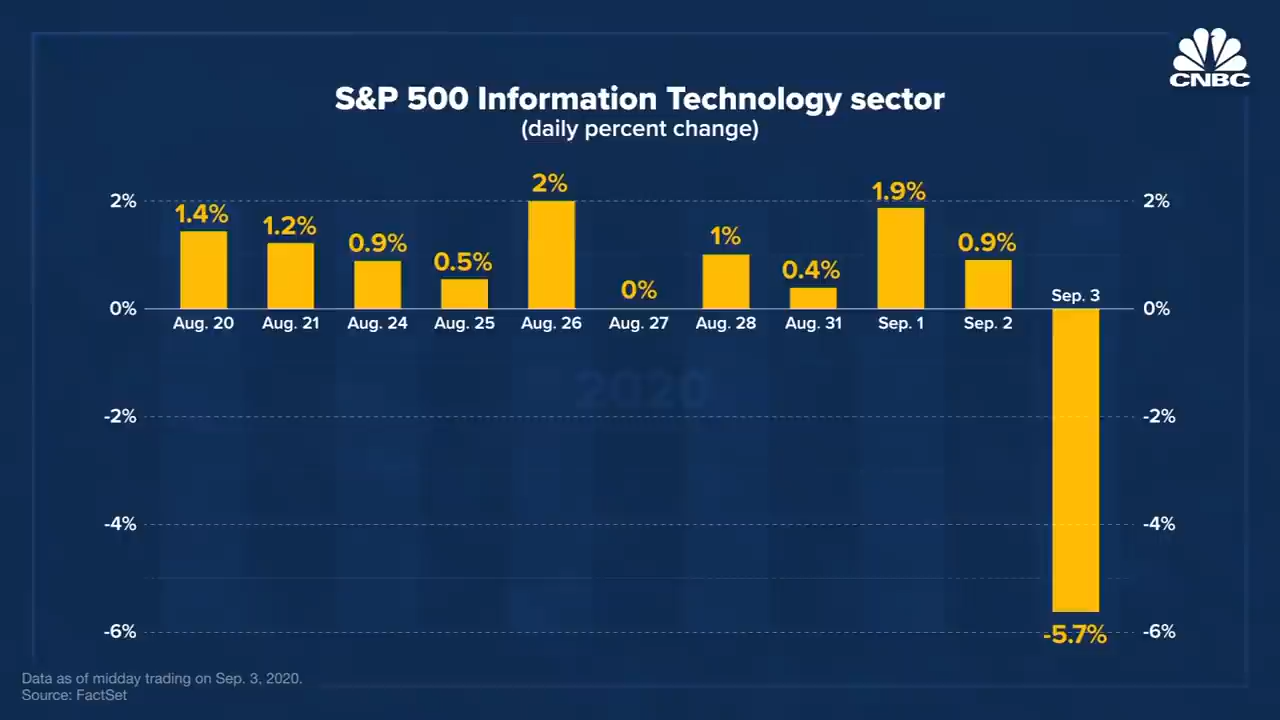 CNBC
S&P 500 Information Technology sector
(daily percent change)
2%
0%
-2%
-4%
-6%
1.4%
1.2%
0.9%
0.5%
2%
0%
1%
0.4%
1.9%
0.9%
-5.7%
Aug. 20
Aug. 21
Aug. 24
Aug. 25
Aug. 26
Aug. 27
Aug. 28
Aug. 31
Sep. 1
Sep. 2
Sep. 3
2%
0%
-2%
-4%
-6%
2020
Data as of midday trading on Sep. 3, 2020.
Source: FactSet